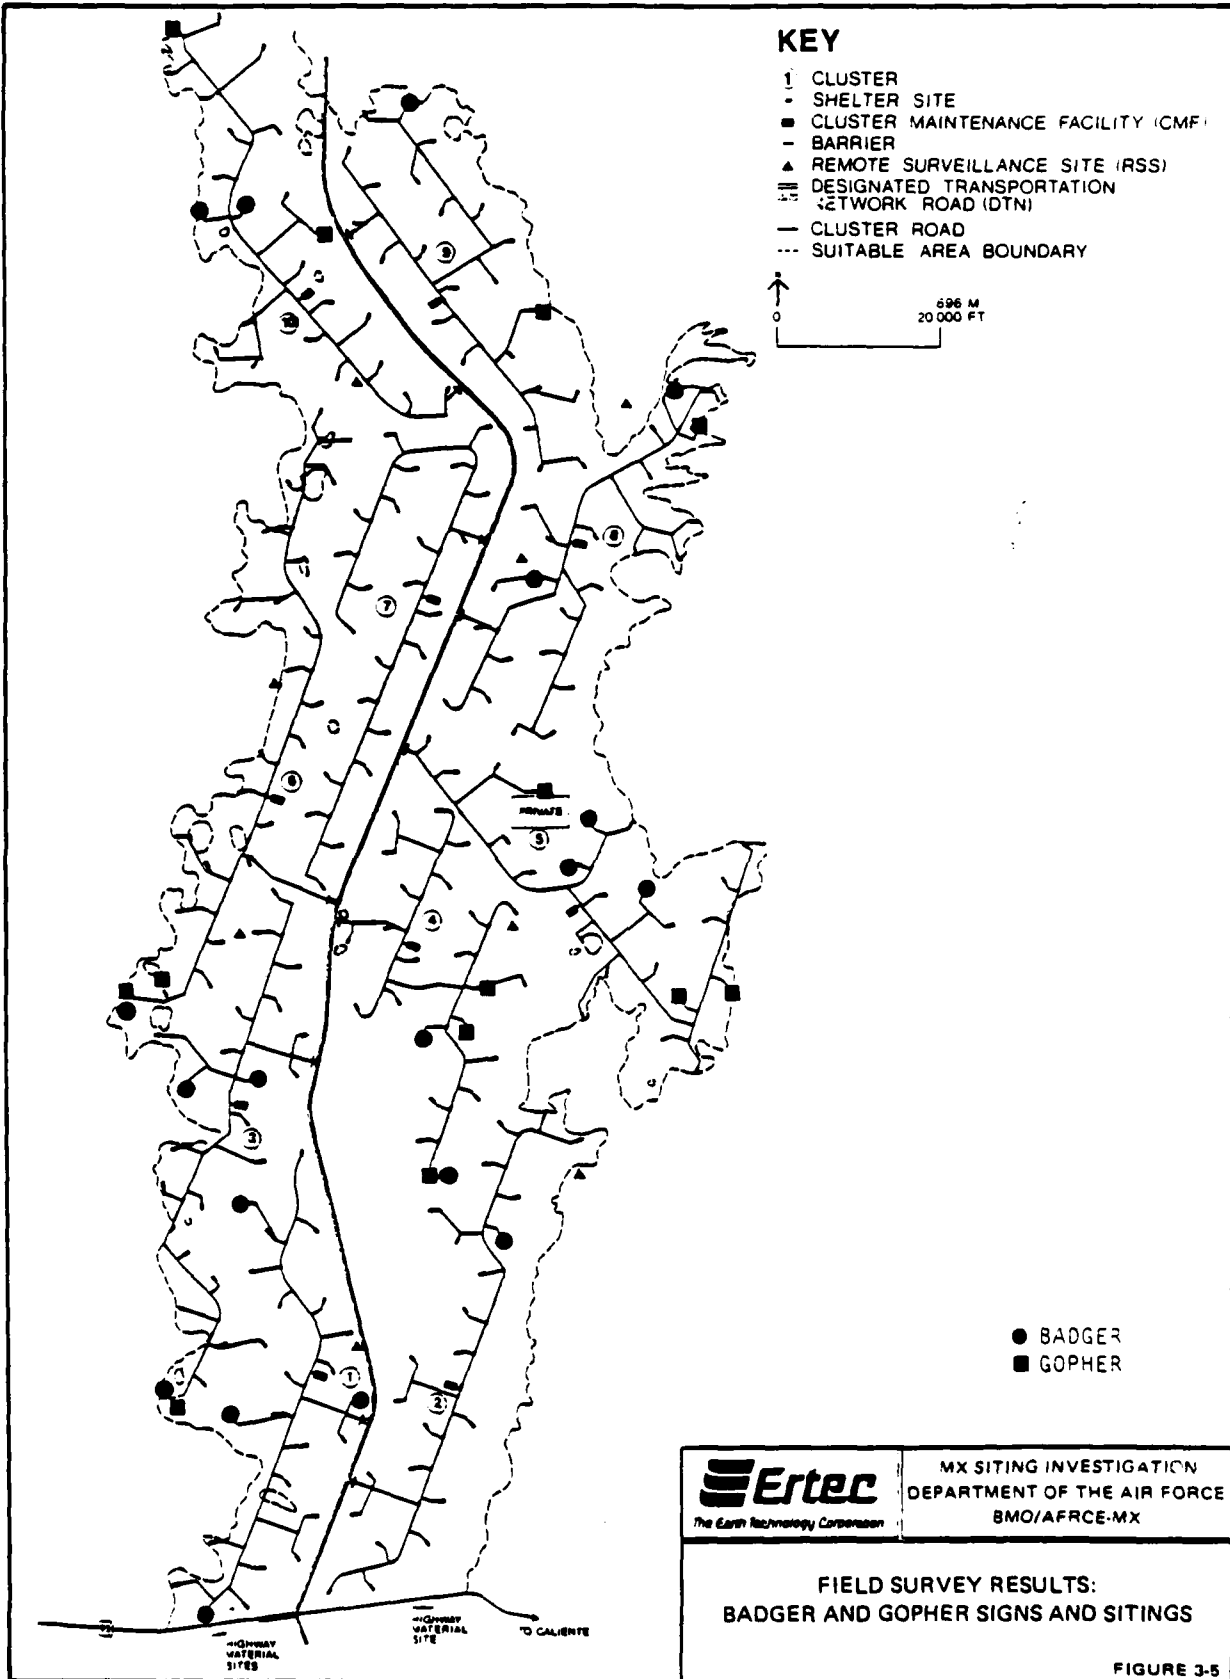 KEY
1 CLUSTER
SHELTER SITE
CLUSTER MAINTENANCE FACILITY (CMF)
BARRIER
REMOTE SURVEILLANCE SITE (RSS)
DESIGNATED TRANSPORTATION
NETWORK ROAD (DTN)
CLUSTER ROAD
SUITABLE AREA BOUNDARY
0
696 M
20 000 FT
9
10
8
7
6
PRIVATE
5
4
3
1
2
BADGER
GOPHER
HIGHWAY
MATERIAL
SITES
HIGHWAY
MATERIAL
SITE
TO CALIENTE
Ertec
The Earth Technology Corporation
MX SITING INVESTIGATION
DEPARTMENT OF THE AIR FORCE
BMO/AFRCE-MX
FIELD SURVEY RESULTS:
BADGER AND GOPHER SIGNS AND SITINGS
FIGURE 3-5